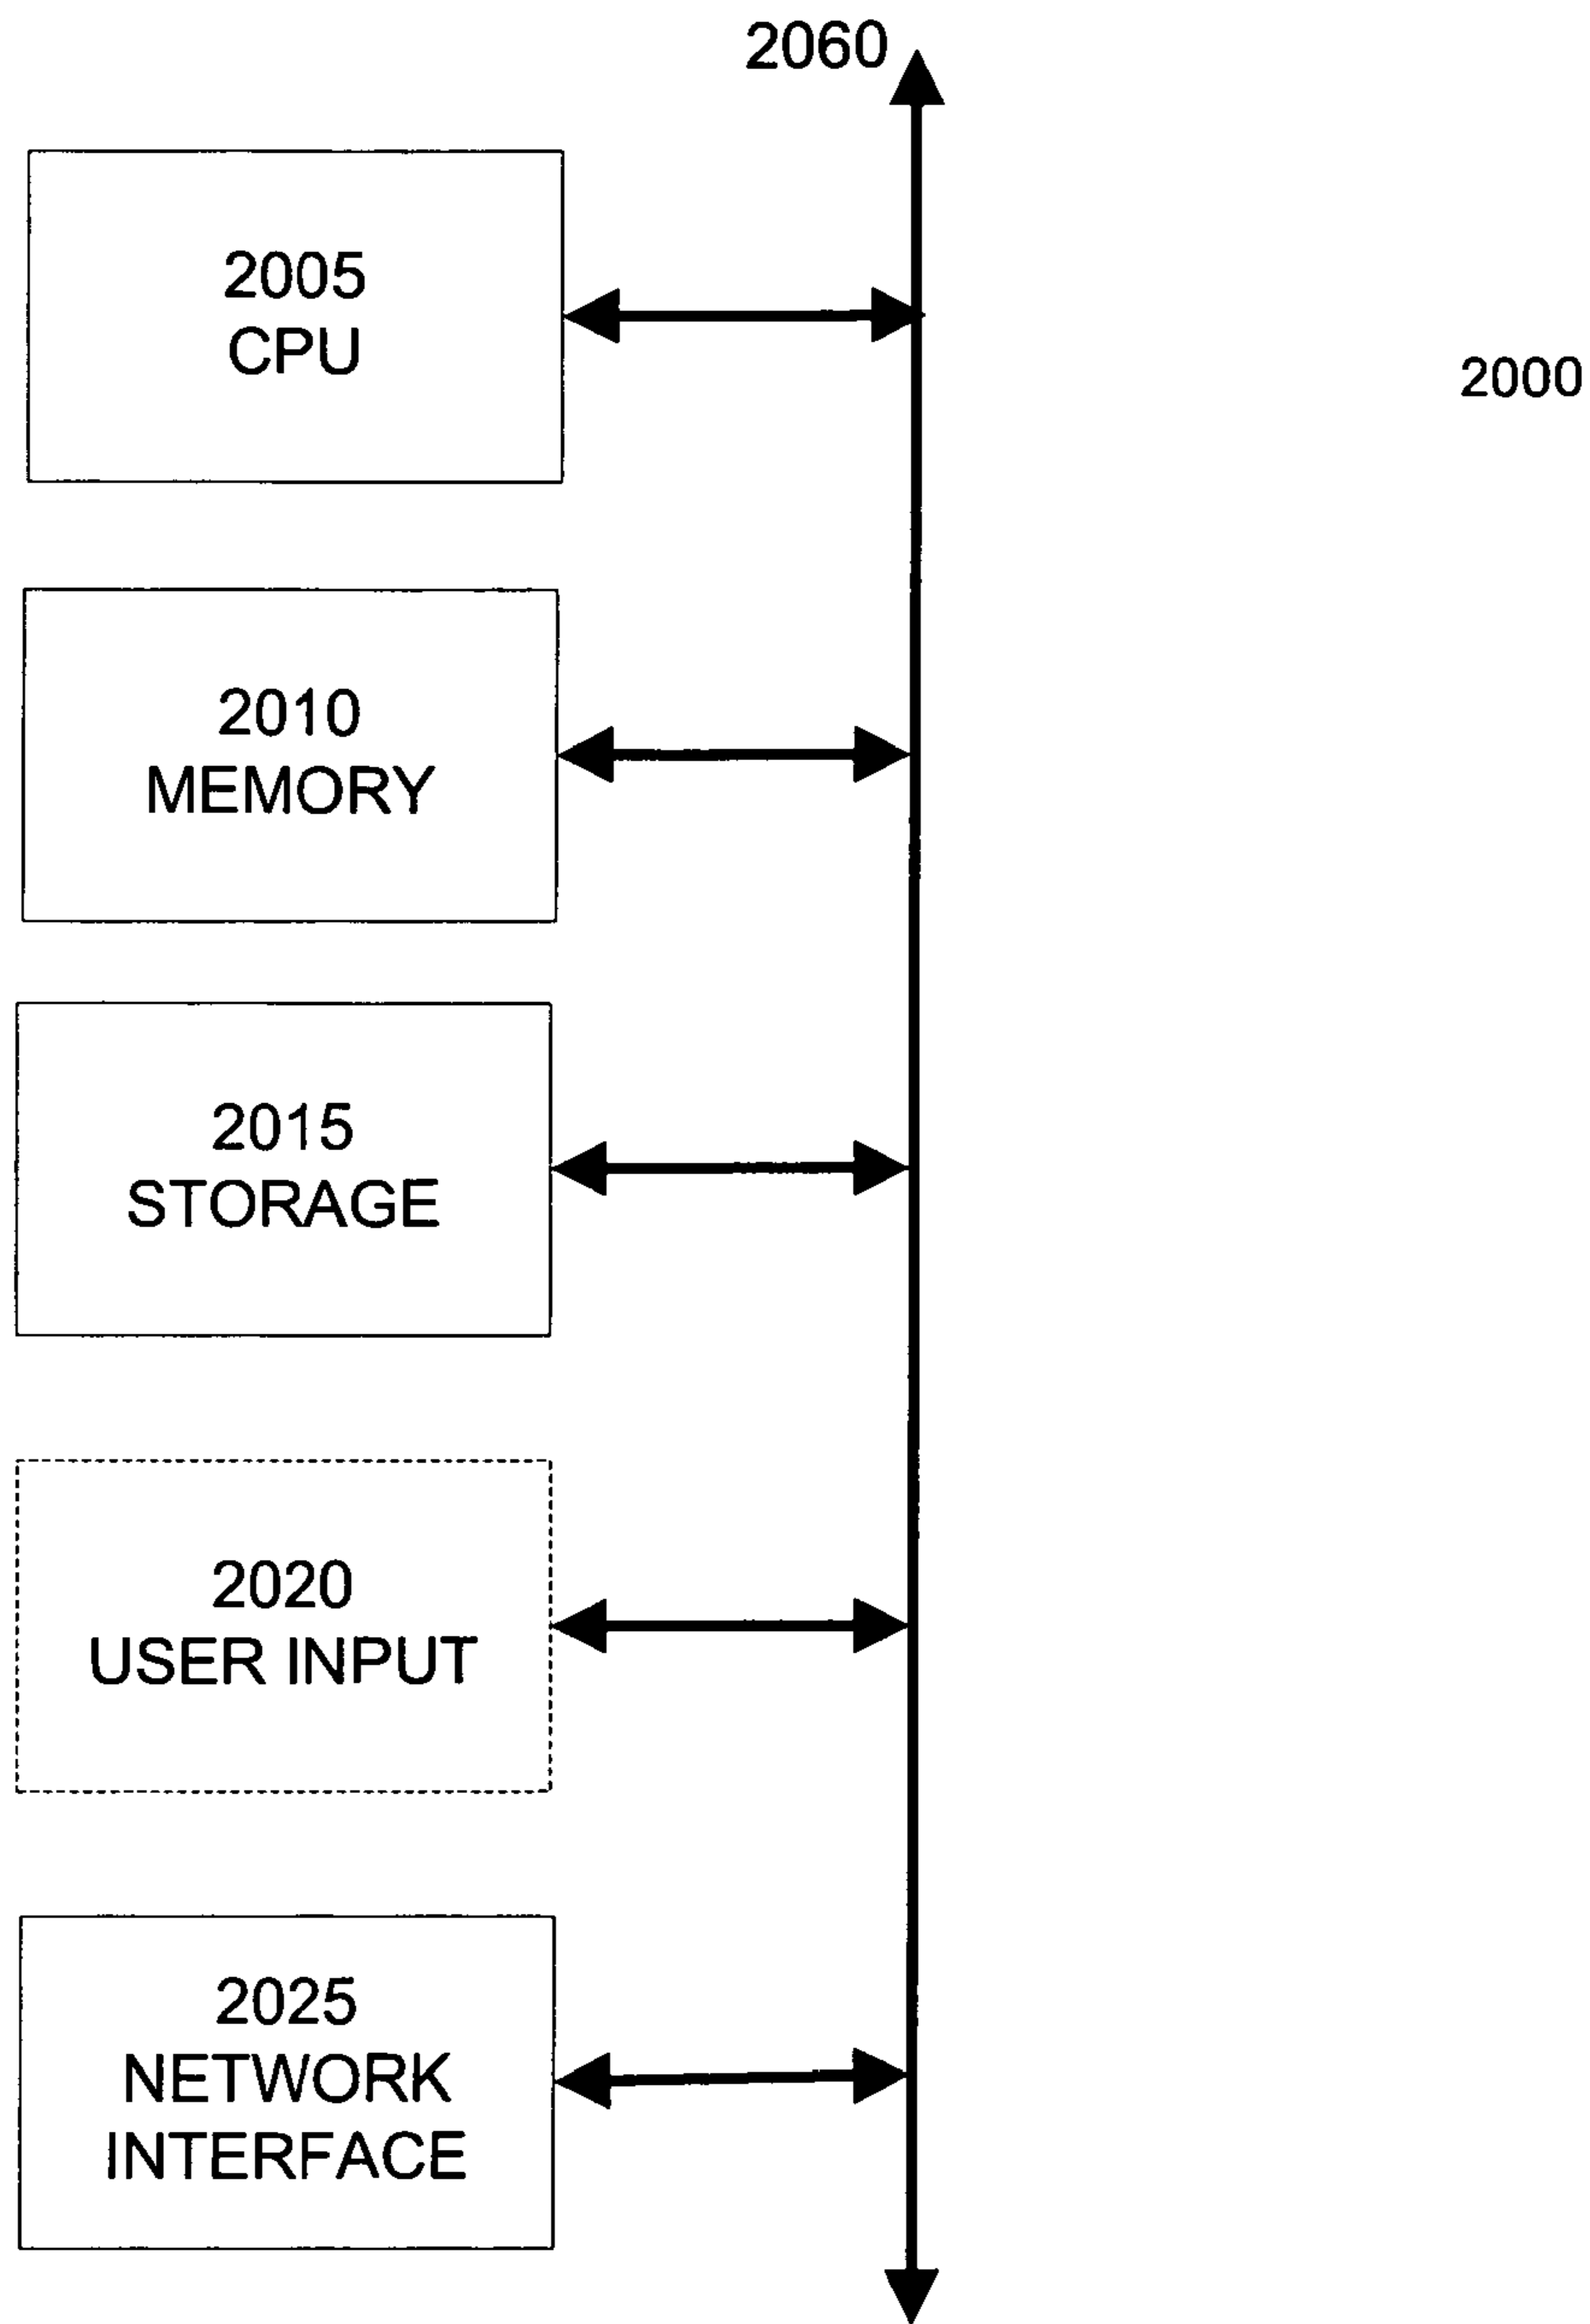 2060
2005
CPU
2000
2010
MEMORY
2015
STORAGE
2020
USER INPUT
2025
NETWORK
INTERFACE